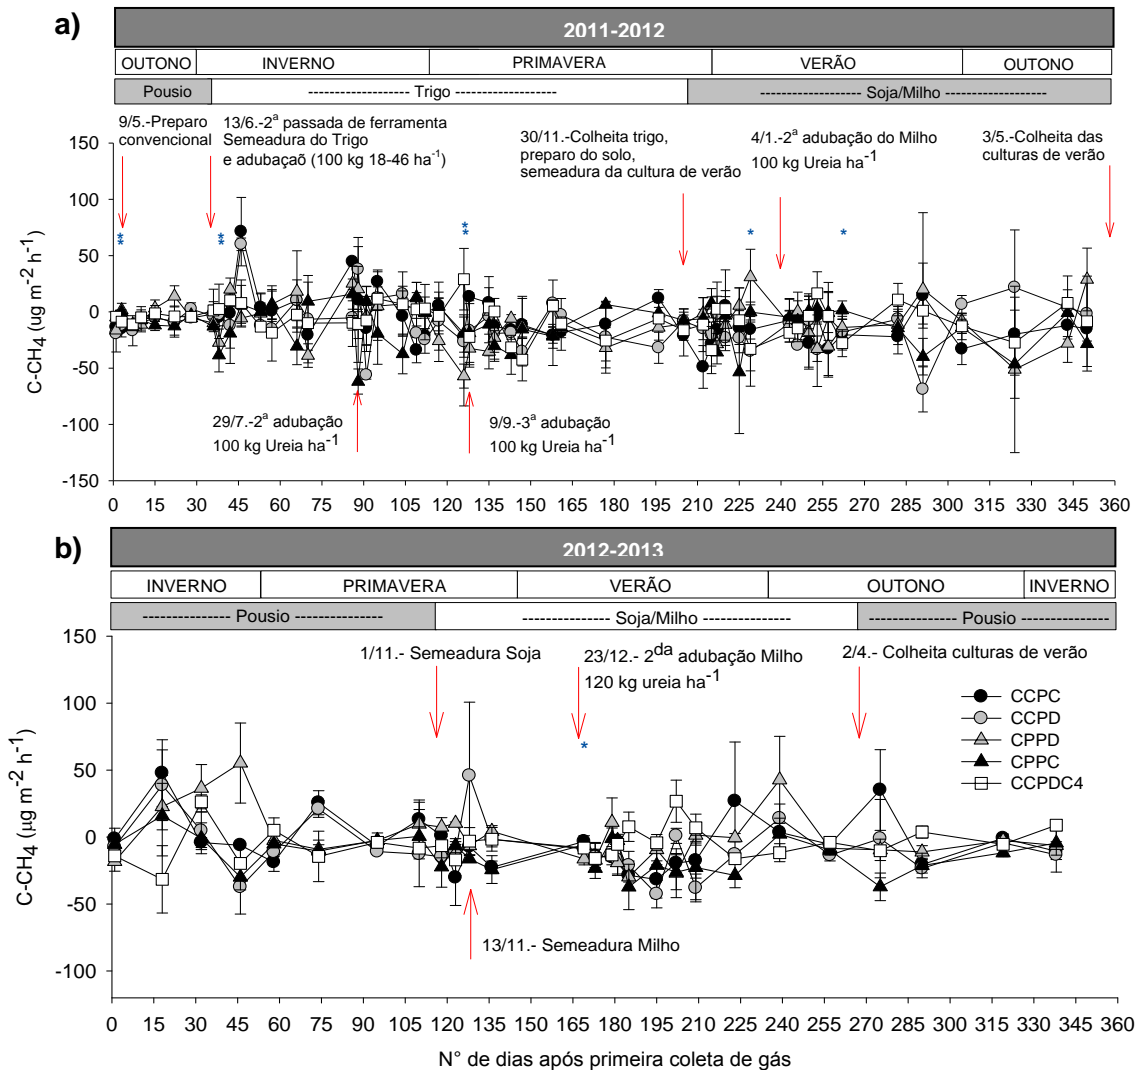 a)
2011-2012
OUTONO INVERNO PRIMAVERA VERÃO OUTONO
Pousio ------------------ Trigo ------------------ ------------------ Soja/Milho ------------------
9/5.-Preparo
convencional
13/6.-2ª passada de ferramenta
Semeadura do Trigo
e adubaçaõ (100 kg 18-46 ha⁻¹)
30/11.-Colheita trigo,
preparo do solo,
semeadura da cultura de verão
4/1.-2ª adubação do Milho
100 kg Ureia ha⁻¹
3/5.-Colheita das
culturas de verão
150
100
50
0
-50
-100
-150
C-CH₄ (ug m⁻² h⁻¹)
** ** ** * *
29/7.-2ª adubação
100 kg Ureia ha⁻¹
9/9.-3ª adubação
100 kg Ureia ha⁻¹
0 15 30 45 60 75 90 105 120 135 150 165 180 195 210 225 240 255 270 285 300 315 330 345 360
b)
2012-2013
INVERNO PRIMAVERA VERÃO OUTONO INVERNO
---------------- Pousio ---------------- ---------------- Soja/Milho ---------------- ---------------- Pousio ----------------
1/11.- Semeadura Soja
23/12.- 2ᵈᵃ adubação Milho
120 kg ureia ha⁻¹
2/4.- Colheita culturas de verão
*
CCPC
CCPD
CPPD
CPPC
CCPDC4
150
100
50
0
-50
-100
C-CH₄ (µg m⁻² h⁻¹)
13/11.- Semeadura Milho
0 15 30 45 60 75 90 105 120 135 150 165 180 195 210 225 240 255 270 285 300 315 330 345 360
N° de dias após primeira coleta de gás